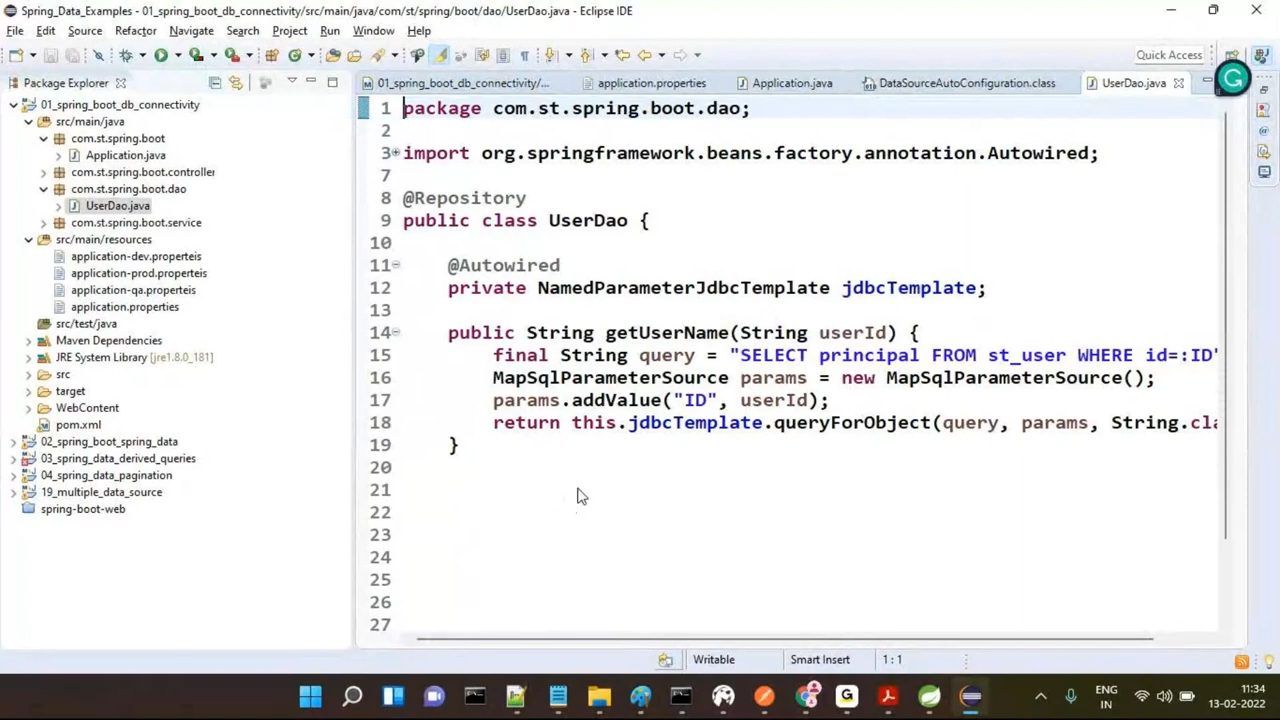 Spring_Data_Examples - 01_spring_boot_db_connectivity/src/main/java/com/st/spring/boot/dao/UserDao.java - Eclipse IDE
File Edit Source Refactor Navigate Search Project Run Window Help
Quick Access
Package Explorer
01_spring_boot_db_connectivity/... application.properties Application.java DataSourceAutoConfiguration.class UserDao.java
01_spring_boot_db_connectivity
src/main/java
com.st.spring.boot
Application.java
com.st.spring.boot.controller
com.st.spring.boot.dao
UserDao.java
com.st.spring.boot.service
src/main/resources
application-dev.properteis
application-prod.properteis
application-qa.properteis
application.properties
src/test/java
Maven Dependencies
JRE System Library [jre1.8.0_181]
src
target
WebContent
pom.xml
02_spring_boot_spring_data
03_spring_data_derived_queries
04_spring_data_pagination
19_multiple_data_source
spring-boot-web
1 package com.st.spring.boot.dao;
2
3 import org.springframework.beans.factory.annotation.Autowired;
7
8 @Repository
9 public class UserDao {
10
11 @Autowired
12 private NamedParameterJdbcTemplate jdbcTemplate;
13
14 public String getUserName(String userId) {
15 final String query = "SELECT principal FROM st_user WHERE id=:ID"
16 MapSqlParameterSource params = new MapSqlParameterSource();
17 params.addValue("ID", userId);
18 return this.jdbcTemplate.queryForObject(query, params, String.cla
19 }
20
21
22
23
24
25
26
27
Writable Smart Insert 1 : 1
ENG
IN
11:34
13-02-2022